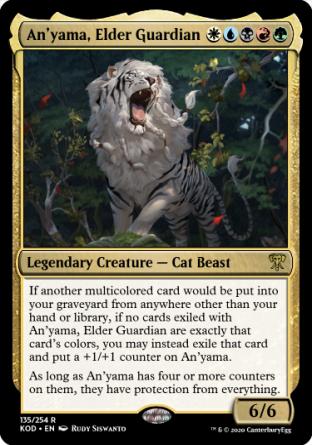 An'yama, Elder Guardian
Legendary Creature — Cat Beast
If another multicolored card would be put
into your graveyard from anywhere other than
your hand or library, if no cards exiled with
An'yama, Elder Guardian are exactly that
card's colors, you may instead exile that card
and put a +1/+1 counter on An'yama.
As long as An'yama has four or more counters
on them, they have protection from everything.
6/6
135/254 R
KOD • EN Rudy Siswanto
™ & © 2020 CanterburyEgg